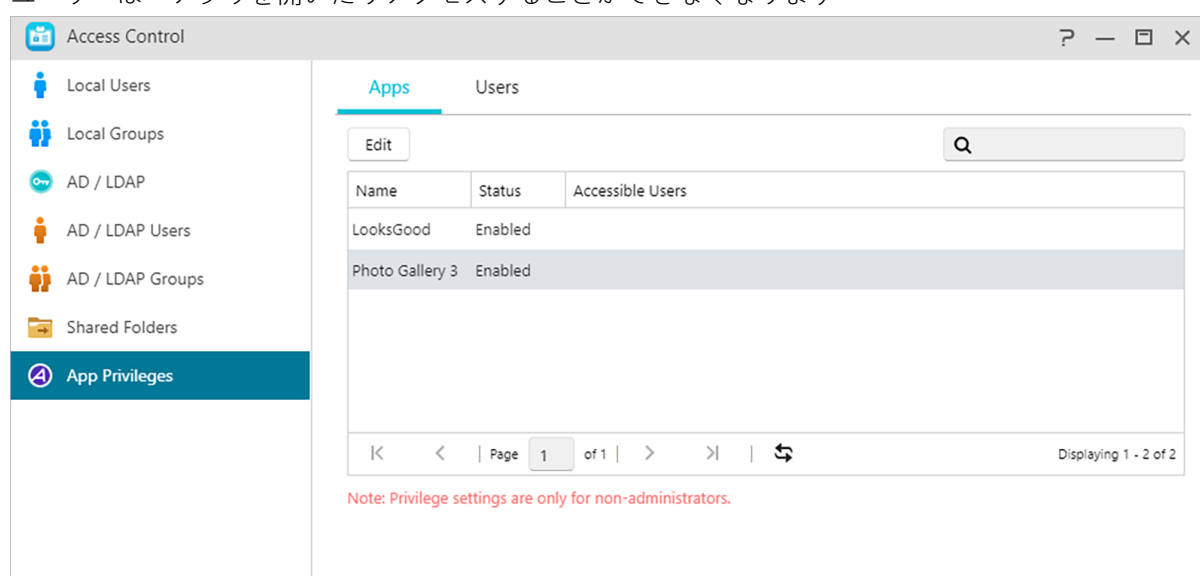 Access Control
Local Users
Local Groups
AD / LDAP
AD / LDAP Users
AD / LDAP Groups
Shared Folders
App Privileges
Apps Users
Edit
Name Status Accessible Users
LooksGood Enabled
Photo Gallery 3 Enabled
Page 1 of 1 Displaying 1 - 2 of 2
Note: Privilege settings are only for non-administrators.